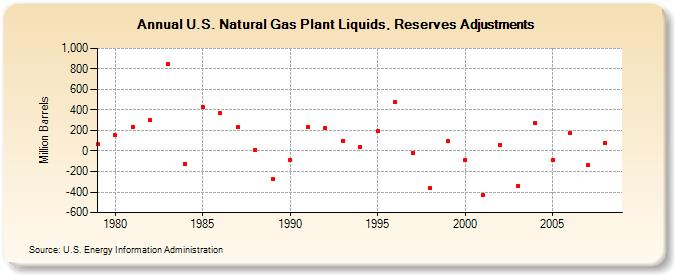 Annual U.S. Natural Gas Plant Liquids, Reserves Adjustments
Million Barrels
1,000
800
600
400
200
0
-200
-400
-600
1980 1985 1990 1995 2000 2005
Source: U.S. Energy Information Administration